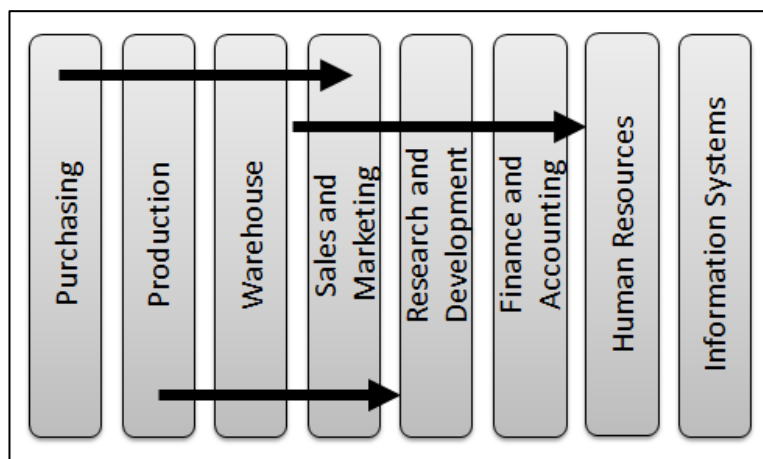 Purchasing
Production
Warehouse
Sales and
Marketing
Research and
Development
Finance and
Accounting
Human Resources
Information Systems